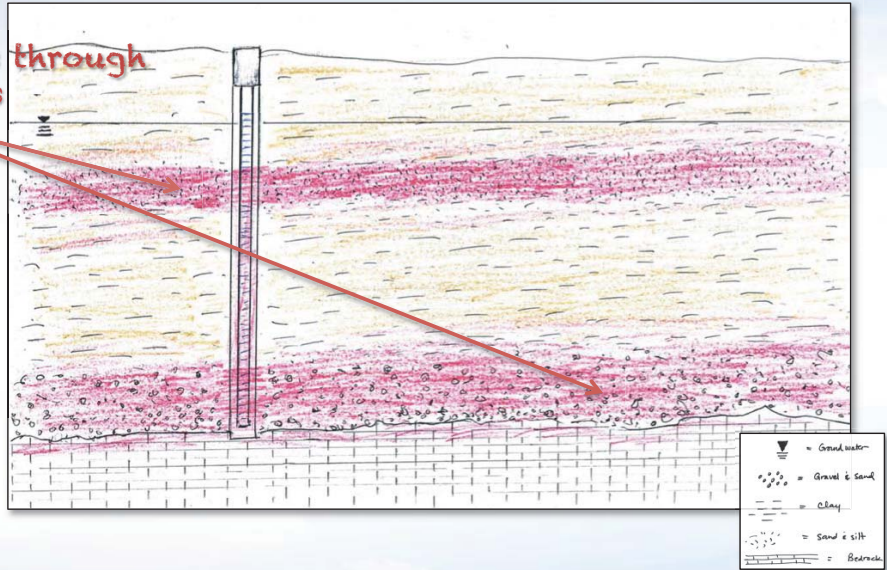 through
s
= Groundwater
= Gravel & Sand
= Clay
= Sand & silt
= Bedrock